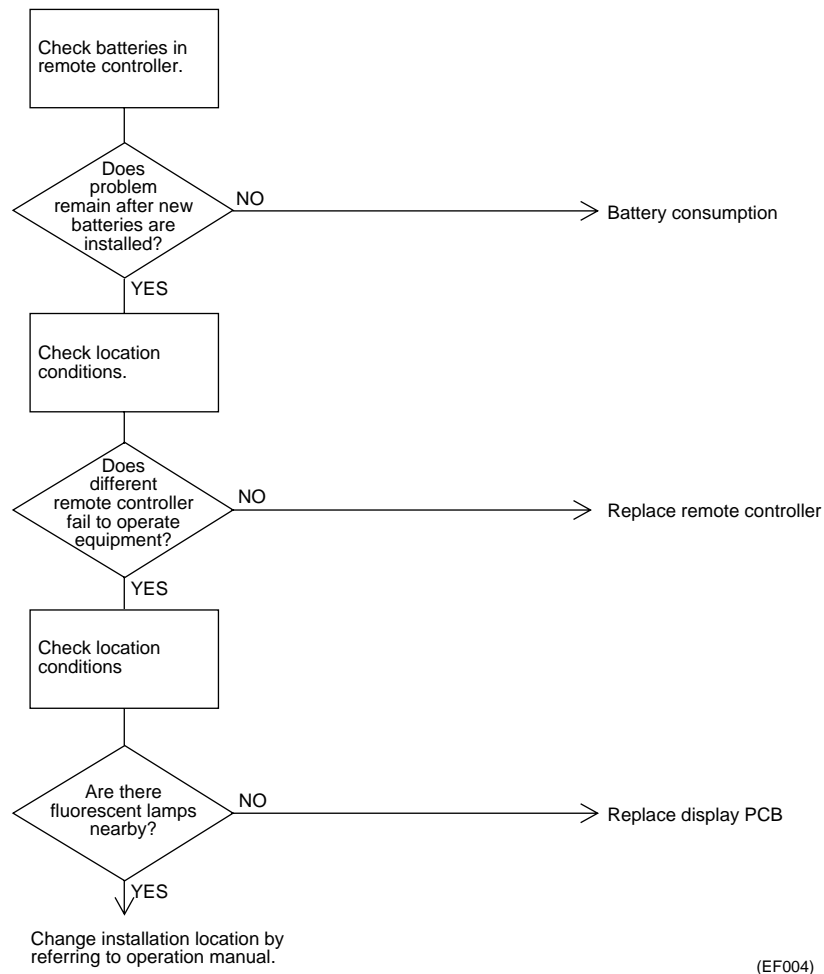 Check batteries in
remote controller.
Does
problem
remain after new
batteries are
installed?
NO
Battery consumption
YES
Check location
conditions.
Does
different
remote controller
fail to operate
equipment?
NO
Replace remote controller
YES
Check location
conditions
Are there
fluorescent lamps
nearby?
NO
Replace display PCB
YES
Change installation location by
referring to operation manual.
(EF004)